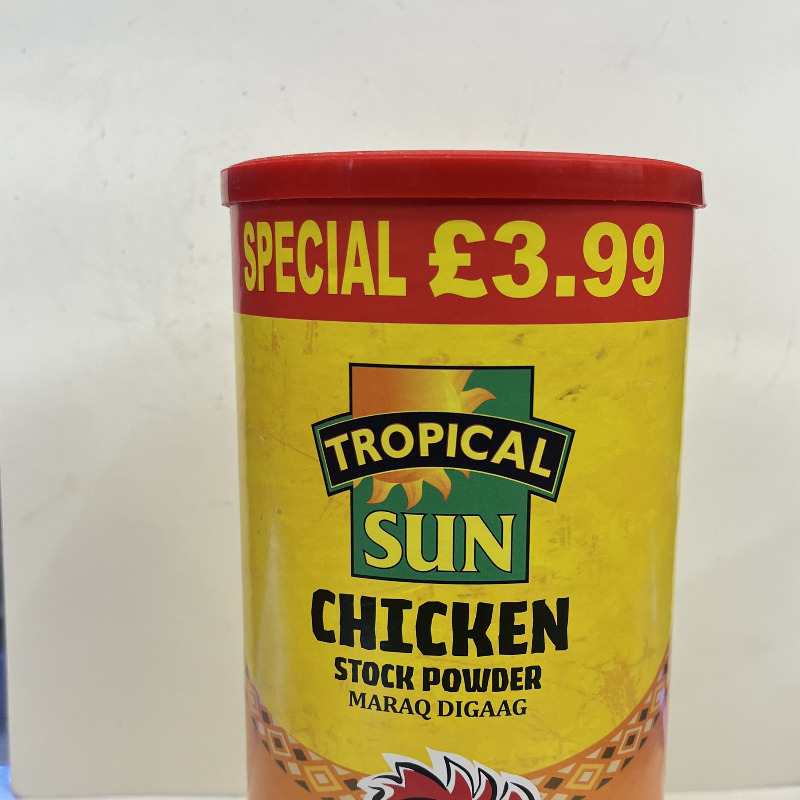 SPECIAL £3.99
TROPICAL
SUN
CHICKEN
STOCK POWDER
MARAQ DIGAAG